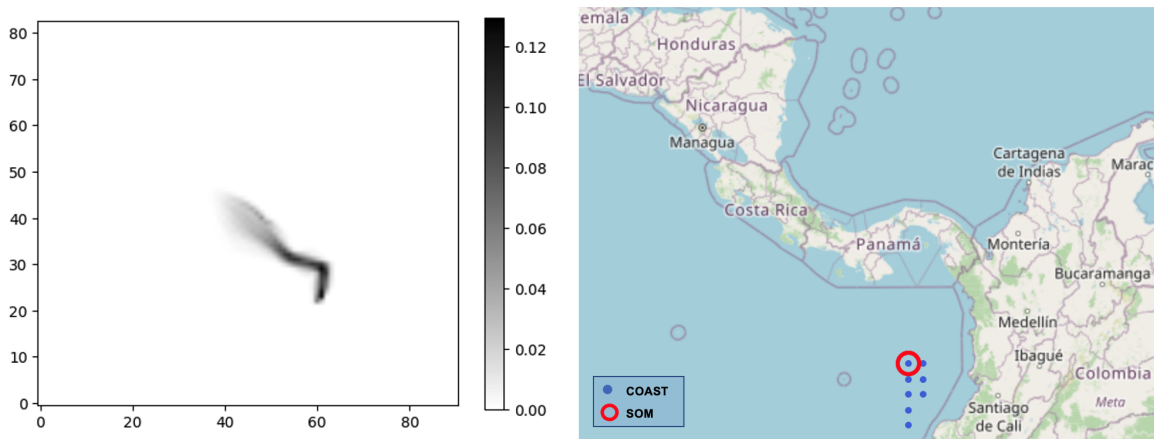 80
70
60
50
40
30
20
10
0
0
20
40
60
80
0.12
0.10
0.08
0.06
0.04
0.02
0.00
emala
Honduras
El Salvador
Nicaragua
Managua
Cartagena
de Indias
Marac
Costa Rica
Panamá
Montería
Bucaramanga
Medellín
Ibagué
Colombia
Meta
Santiago
de Cali
COAST
SOM